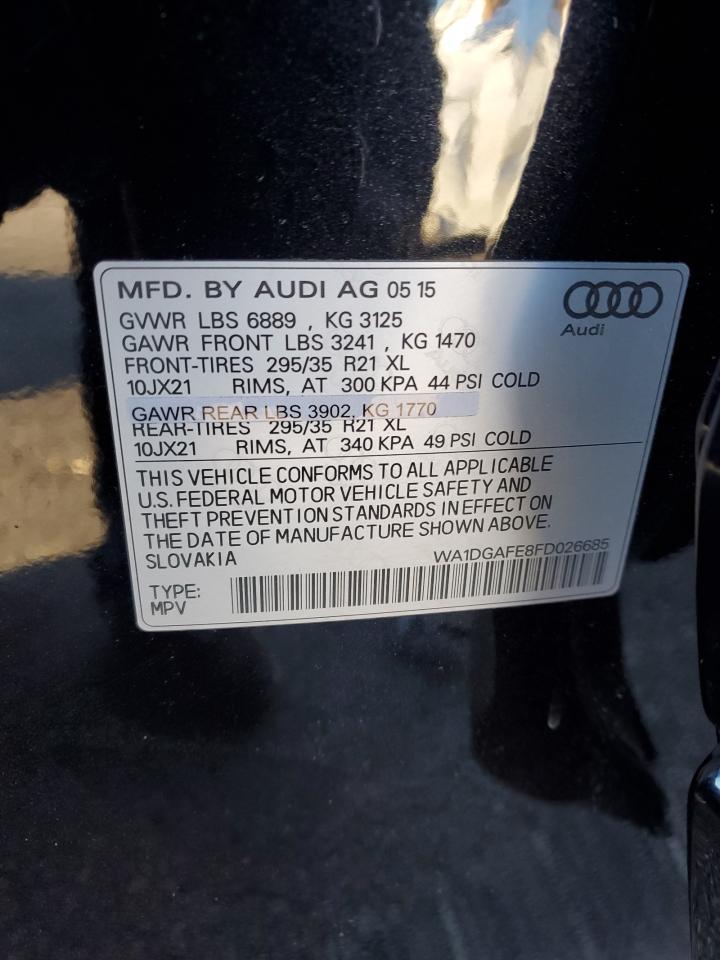 MFD. BY AUDI AG 05 15
Audi
GVWR LBS 6889 , KG 3125
GAWR FRONT LBS 3241 , KG 1470
FRONT-TIRES 295/35 R21 XL
10JX21 RIMS, AT 300 KPA 44 PSI COLD
GAWR REAR LBS 3902, KG 1770
REAR-TIRES 295/35 R21 XL
10JX21 RIMS, AT 340 KPA 49 PSI COLD
THIS VEHICLE CONFORMS TO ALL APPLICABLE
U.S. FEDERAL MOTOR VEHICLE SAFETY AND
THEFT PREVENTION STANDARDS IN EFFECT ON
THE DATE OF MANUFACTURE SHOWN ABOVE.
SLOVAKIA
WA1DGAFE8FD026685
TYPE:
MPV